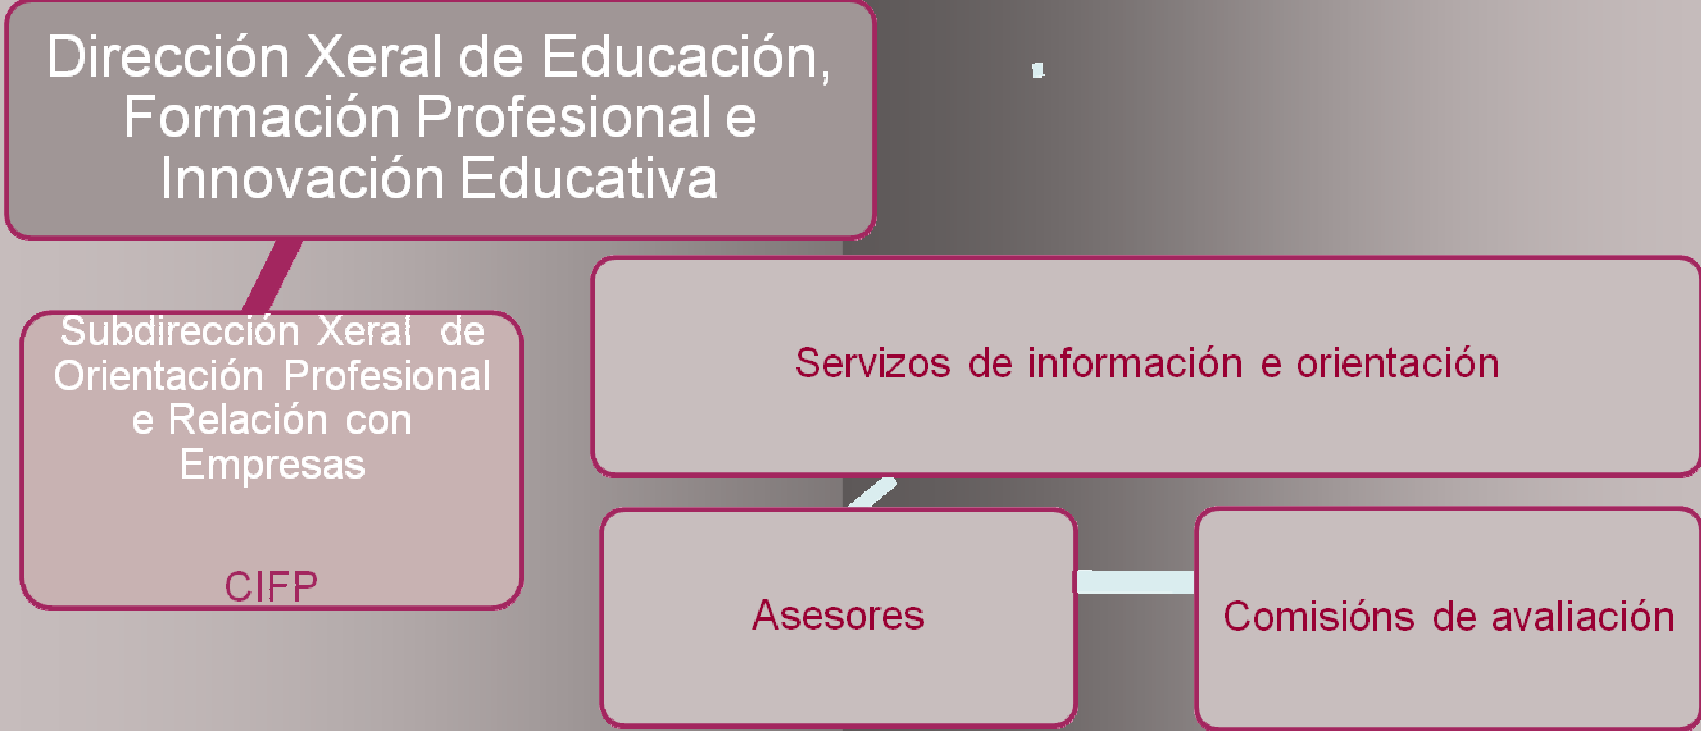 Dirección Xeral de Educación,
Formación Profesional e
Innovación Educativa
Subdirección Xeral de
Orientación Profesional
e Relación con
Empresas
CIFP
Servizos de información e orientación
Asesores
Comisións de avaliación